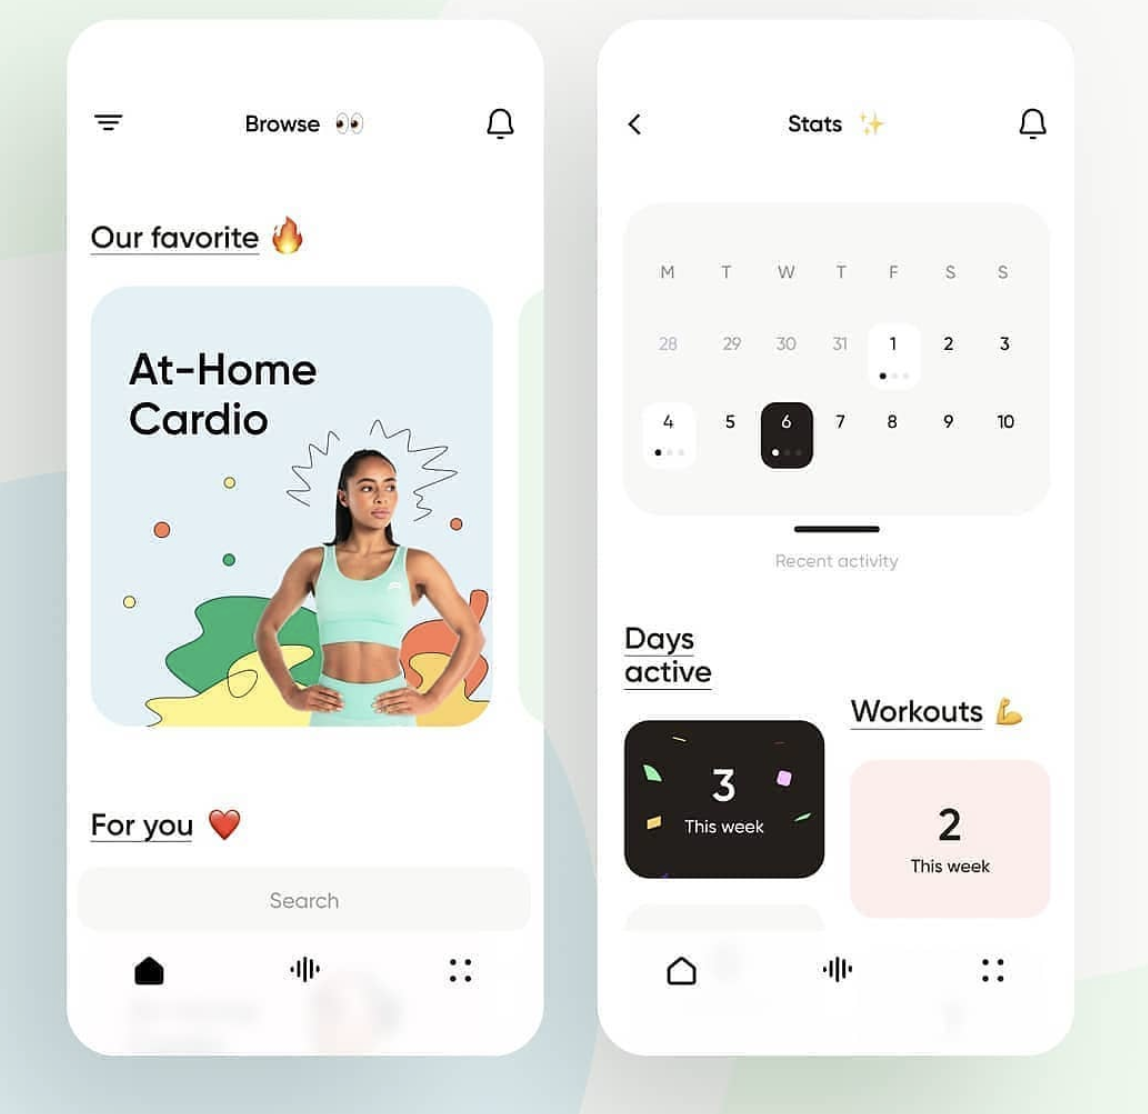 Browse 👀
Our favorite 🔥
At-Home
Cardio
For you ❤️
Search
Stats ✨
M T W T F S S
28 29 30 31 1 2 3
4 5 6 7 8 9 10
Recent activity
Days
active
3
This week
Workouts 💪
2
This week